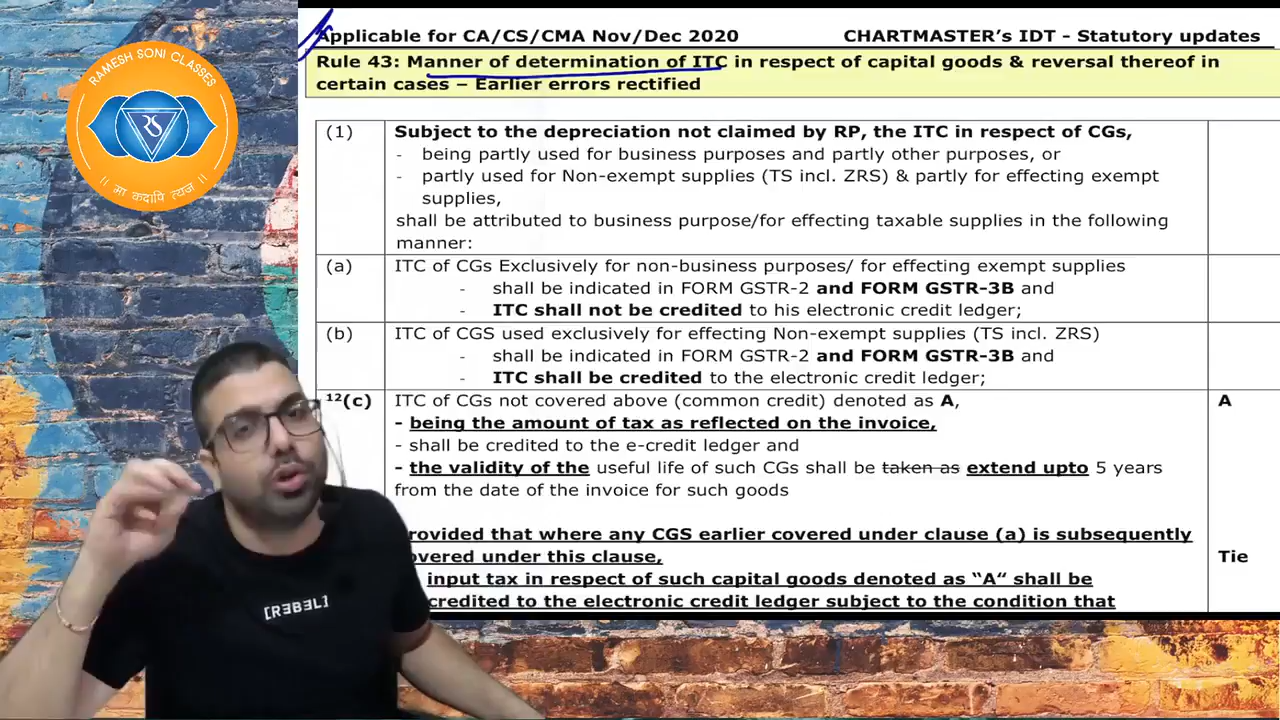 RAMESH SONI CLASSES
RS
॥ मा कदापि त्यज ॥
Applicable for CA/CS/CMA Nov/Dec 2020 CHARTMASTER’s IDT - Statutory updates
Rule 43: Manner of determination of ITC in respect of capital goods & reversal thereof in
certain cases – Earlier errors rectified
(1) Subject to the depreciation not claimed by RP, the ITC in respect of CGs,
- being partly used for business purposes and partly other purposes, or
- partly used for Non-exempt supplies (TS incl. ZRS) & partly for effecting exempt
supplies,
shall be attributed to business purpose/for effecting taxable supplies in the following
manner:
(a) ITC of CGs Exclusively for non-business purposes/ for effecting exempt supplies
- shall be indicated in FORM GSTR-2 and FORM GSTR-3B and
- ITC shall not be credited to his electronic credit ledger;
(b) ITC of CGS used exclusively for effecting Non-exempt supplies (TS incl. ZRS)
- shall be indicated in FORM GSTR-2 and FORM GSTR-3B and
- ITC shall be credited to the electronic credit ledger;
12(c) ITC of CGs not covered above (common credit) denoted as A, A
- being the amount of tax as reflected on the invoice,
- shall be credited to the e-credit ledger and
- the validity of the useful life of such CGs shall be taken as extend upto 5 years
from the date of the invoice for such goods
rovided that where any CGS earlier covered under clause (a) is subsequently
overed under this clause, Tie
input tax in respect of such capital goods denoted as “A“ shall be
credited to the electronic credit ledger subject to the condition that
[REBEL]